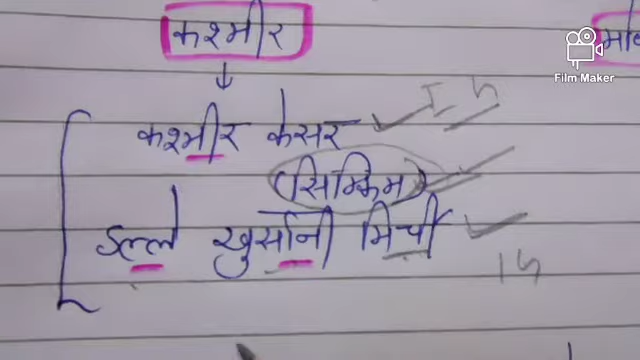 कश्मीर
Film Maker
कश्मीर केसर
(सिक्किम)
डल्ले खुर्सानी मिर्ची